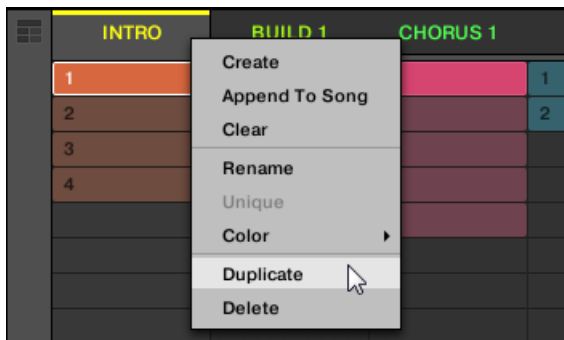 INTRO BUILD 1 CHORUS 1
1 1
2 2
3
4
Create
Append To Song
Clear
Rename
Unique
Color
Duplicate
Delete